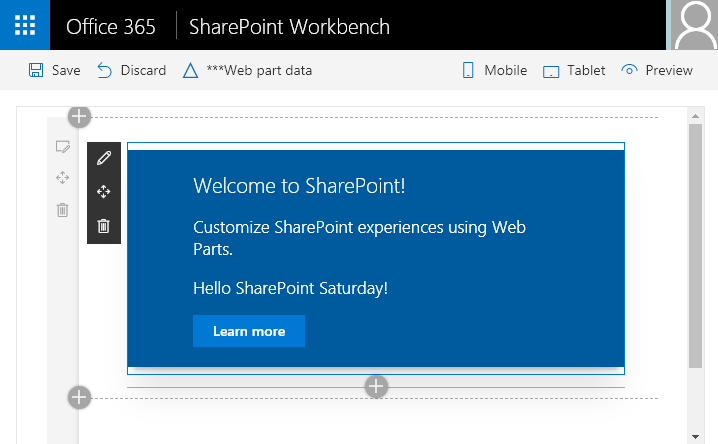 Office 365 SharePoint Workbench
Save Discard ***Web part data Mobile Tablet Preview
Welcome to SharePoint!
Customize SharePoint experiences using Web
Parts.
Hello SharePoint Saturday!
Learn more